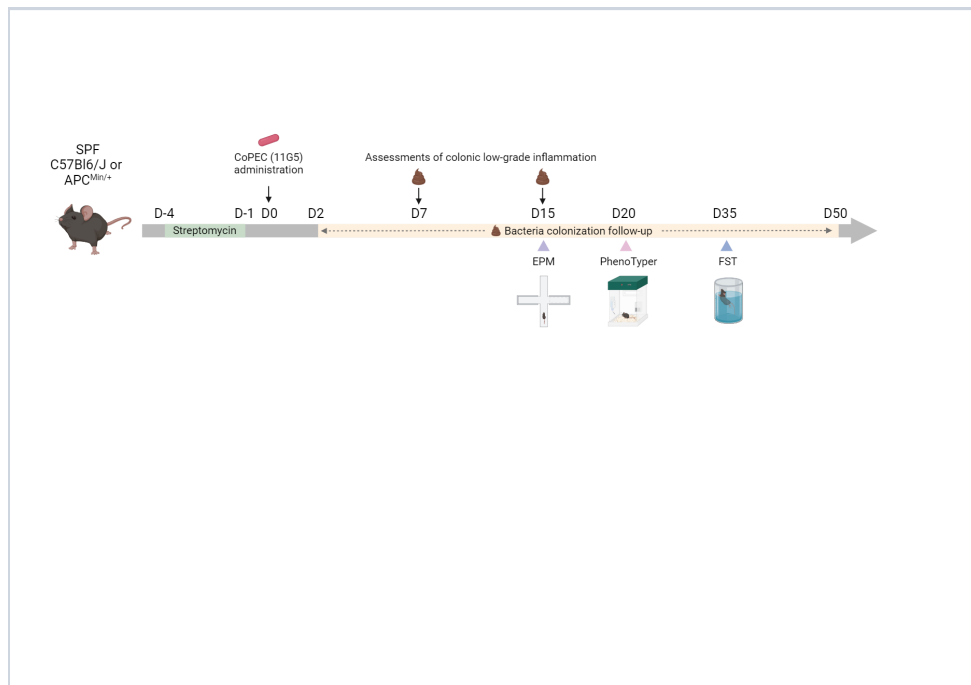 SPF
C57Bl6/J or
APCMin/+
CoPEC (11G5)
administration
Assessments of colonic low-grade inflammation
D-4
D-1
D0
D2
D7
D15
D20
D35
D50
Streptomycin
Bacteria colonization follow-up
EPM
PhenoTyper
FST